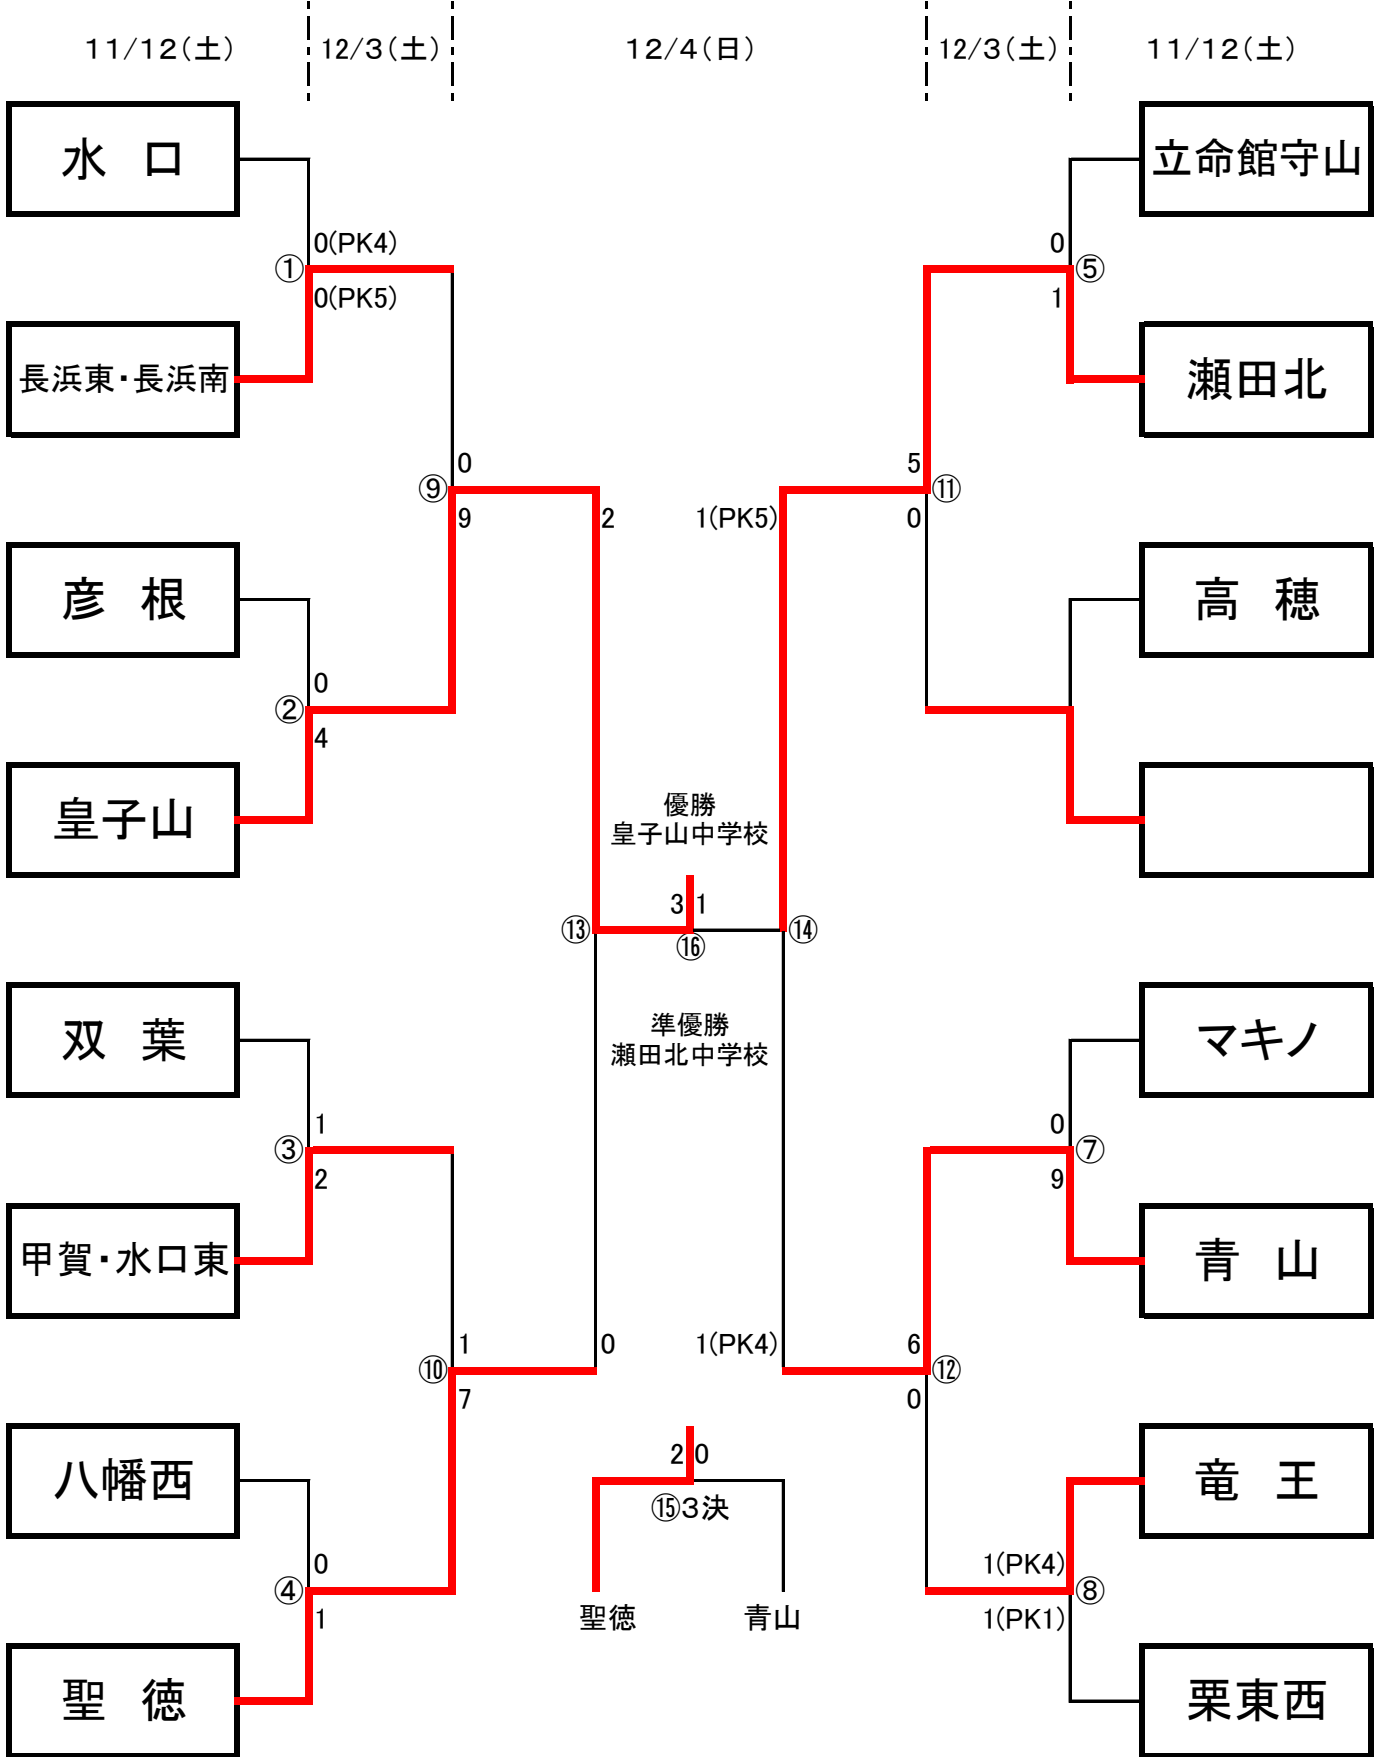 11/12(土) 12/3(土) 12/4(日) 12/3(土) 11/12(土)
水 口
立命館守山
0(PK4)
①
0(PK5)
0
⑤
1
長浜東・長浜南
瀬田北
0
⑨
9
2
5
⑪
0
1(PK5)
彦 根
高 穂
0
②
4
皇子山
優勝
皇子山中学校
3 1
⑬
⑯
⑭
双 葉
準優勝
瀬田北中学校
マキノ
1
③
2
0
⑦
9
甲賀・水口東
青 山
1
⑩
7
0
1(PK4)
6
⑫
0
八幡西
2 0
⑮3決
竜 王
0
④
1
聖徳
青山
1(PK4)
⑧
1(PK1)
聖 徳
栗東西